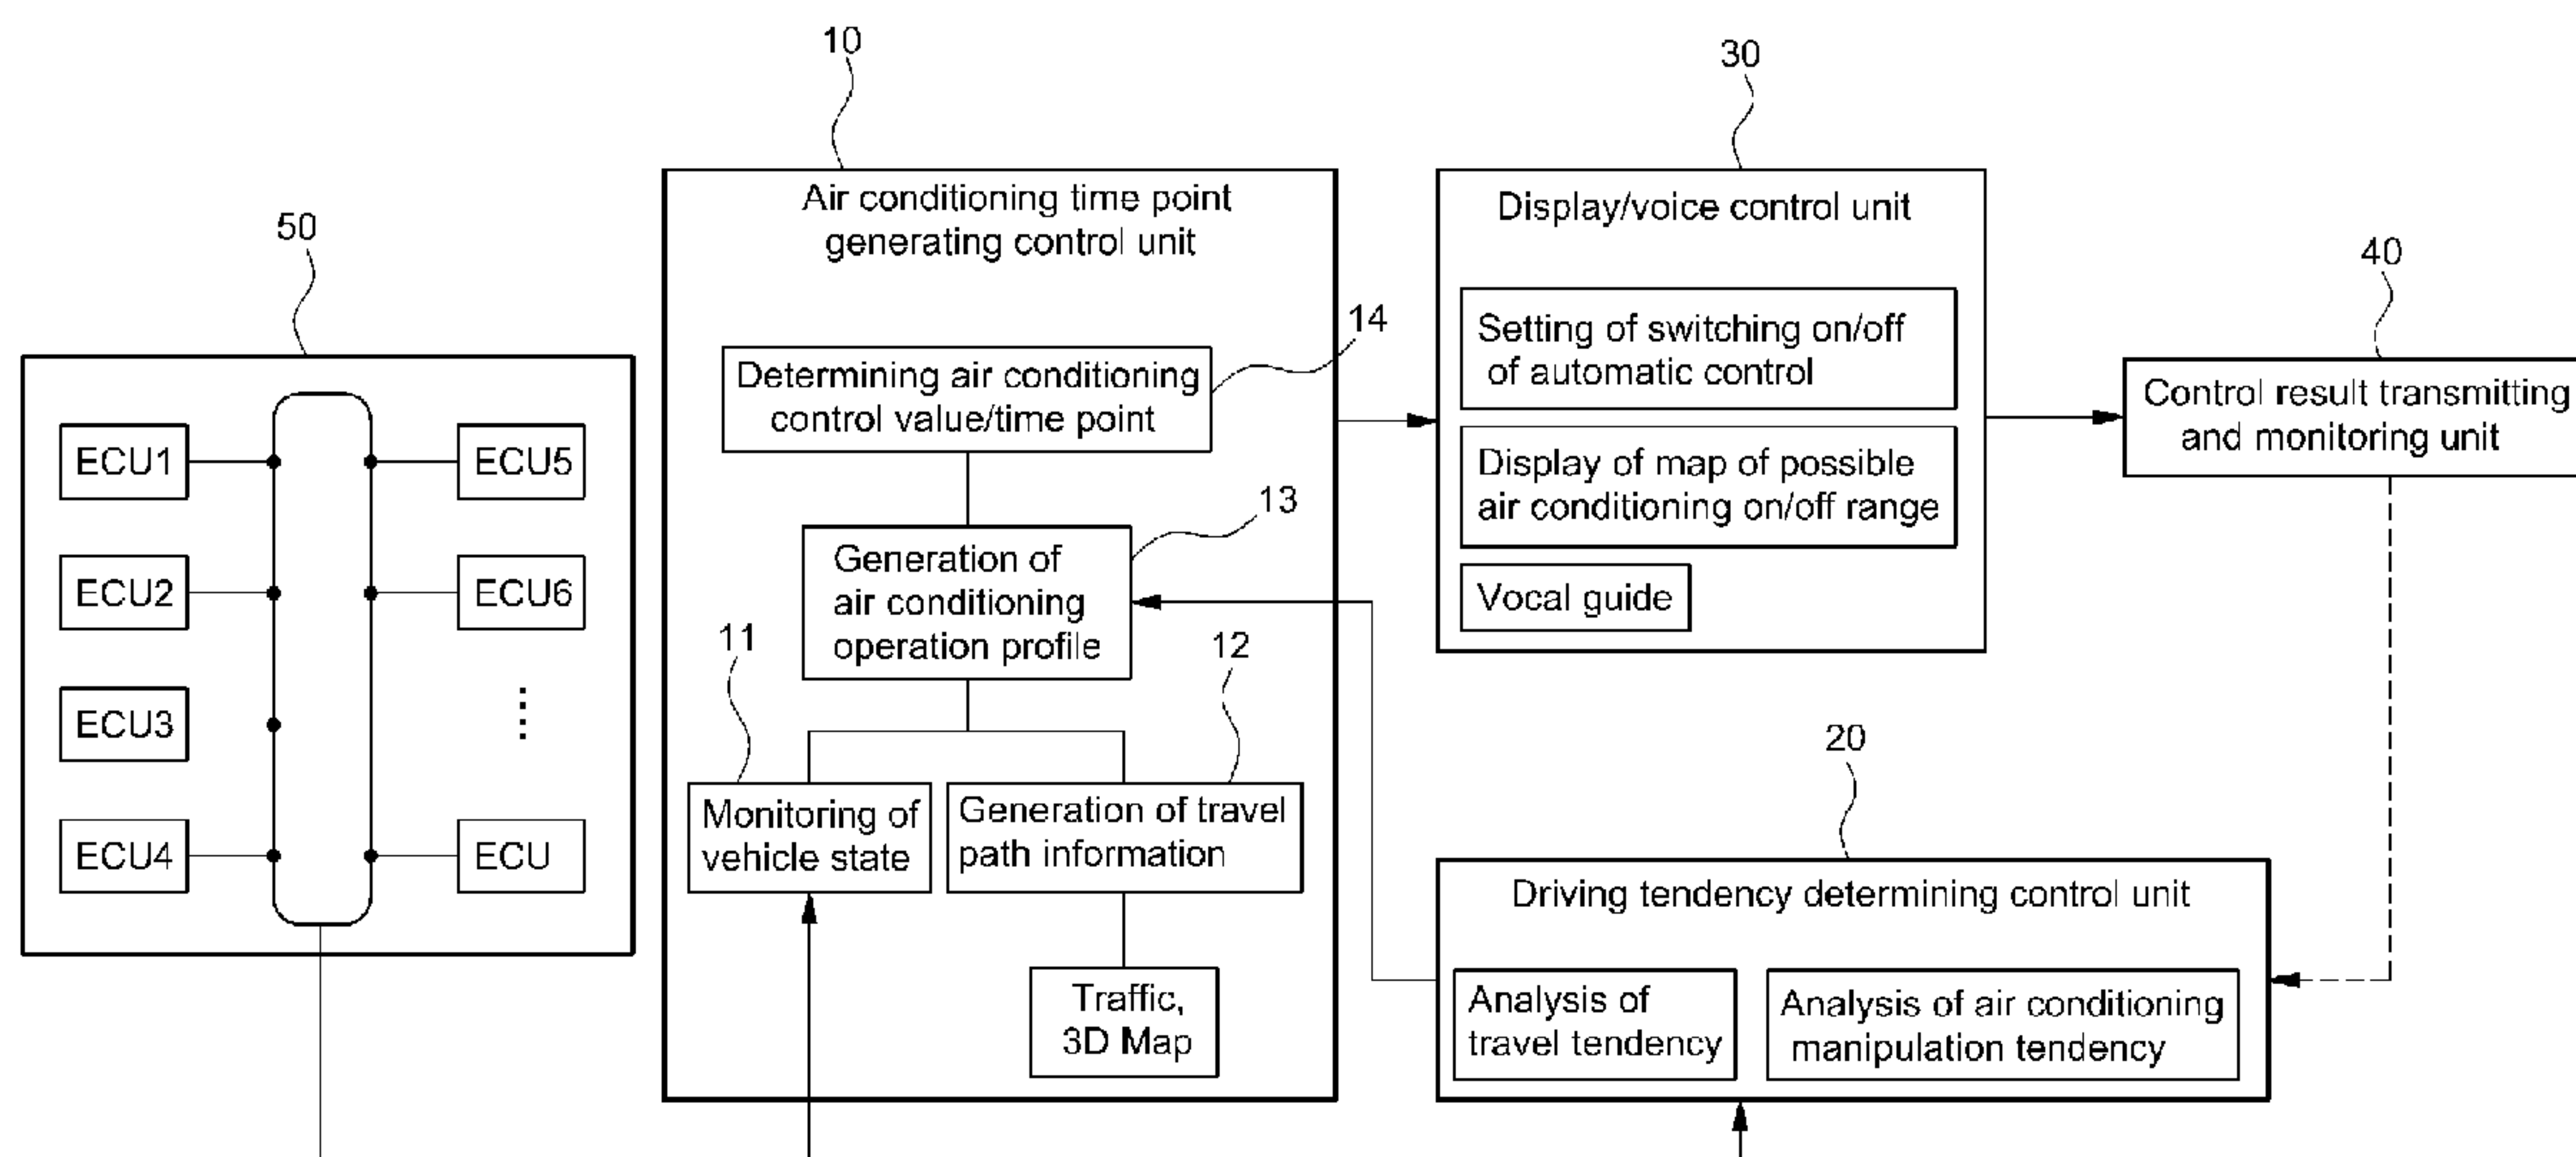 10
30
50
40
Air conditioning time point
generating control unit
14
Determining air conditioning
control value/time point
13
Generation of
air conditioning
operation profile
11
12
Monitoring of
vehicle state
Generation of travel
path information
Traffic,
3D Map
ECU1
ECU2
ECU3
ECU4
ECU5
ECU6
ECU
Display/voice control unit
Setting of switching on/off
of automatic control
Display of map of possible
air conditioning on/off range
Vocal guide
Control result transmitting
and monitoring unit
20
Driving tendency determining control unit
Analysis of
travel tendency
Analysis of air conditioning
manipulation tendency